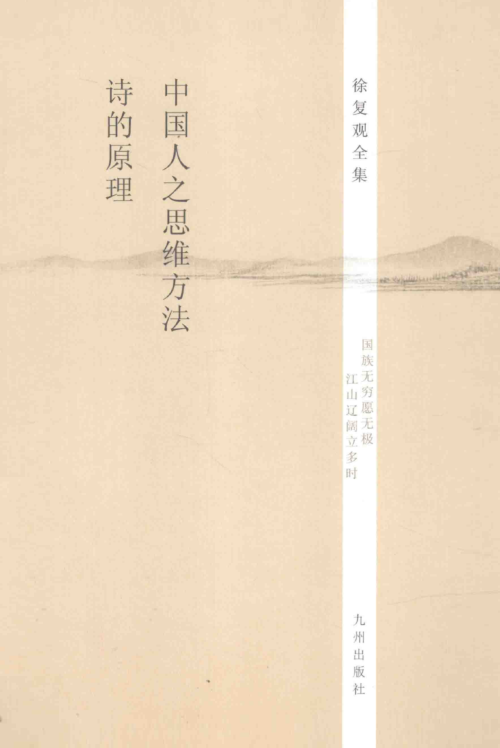 徐复观全集
中国人之思维方法
诗的原理
国族无穷愿无极
江山辽阔立多时
九州出版社